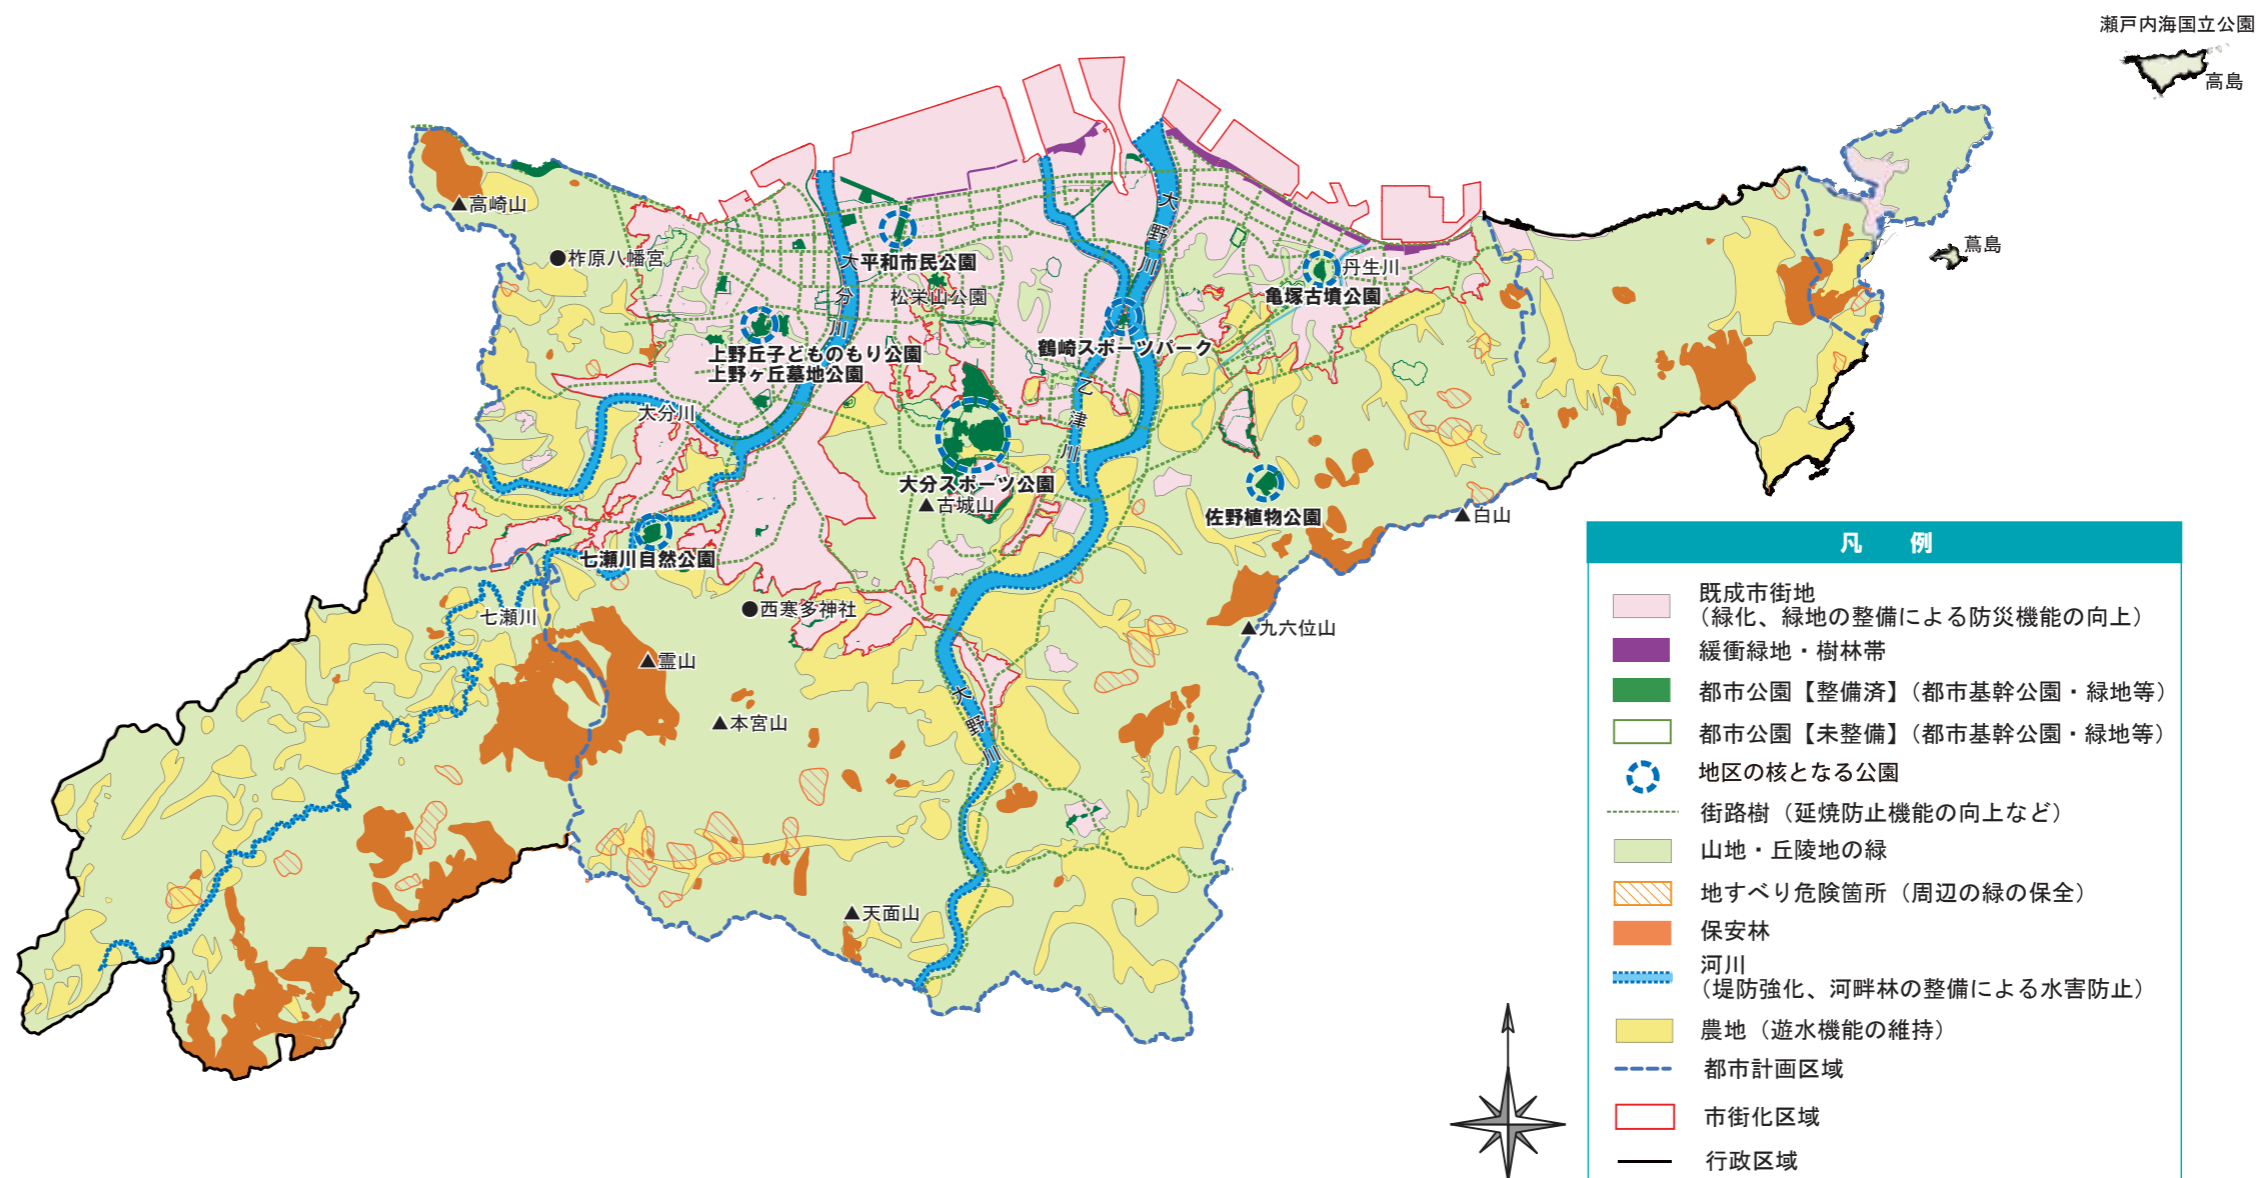 瀬戸内海国立公園
高島
▲高崎山
●柞原八幡宮
大野川
蔦島
丹生川
平和市民公園
松栄山公園
亀塚古墳公園
大分川
上野丘子どものもり公園
上野ヶ丘墓地公園
鶴崎スポーツパーク
乙津川
大分川
大分スポーツ公園
▲古城山
佐野植物公園
▲白山
七瀬川自然公園
七瀬川
●西寒多神社
▲九六位山
▲霊山
大野川
▲本宮山
▲天面山
凡 例
既成市街地
(緑化、緑地の整備による防災機能の向上)
緩衝緑地・樹林帯
都市公園【整備済】(都市基幹公園・緑地等)
都市公園【未整備】(都市基幹公園・緑地等)
地区の核となる公園
街路樹(延焼防止機能の向上など)
山地・丘陵地の緑
地すべり危険箇所(周辺の緑の保全)
保安林
河川
(堤防強化、河畔林の整備による水害防止)
農地(遊水機能の維持)
都市計画区域
市街化区域
行政区域